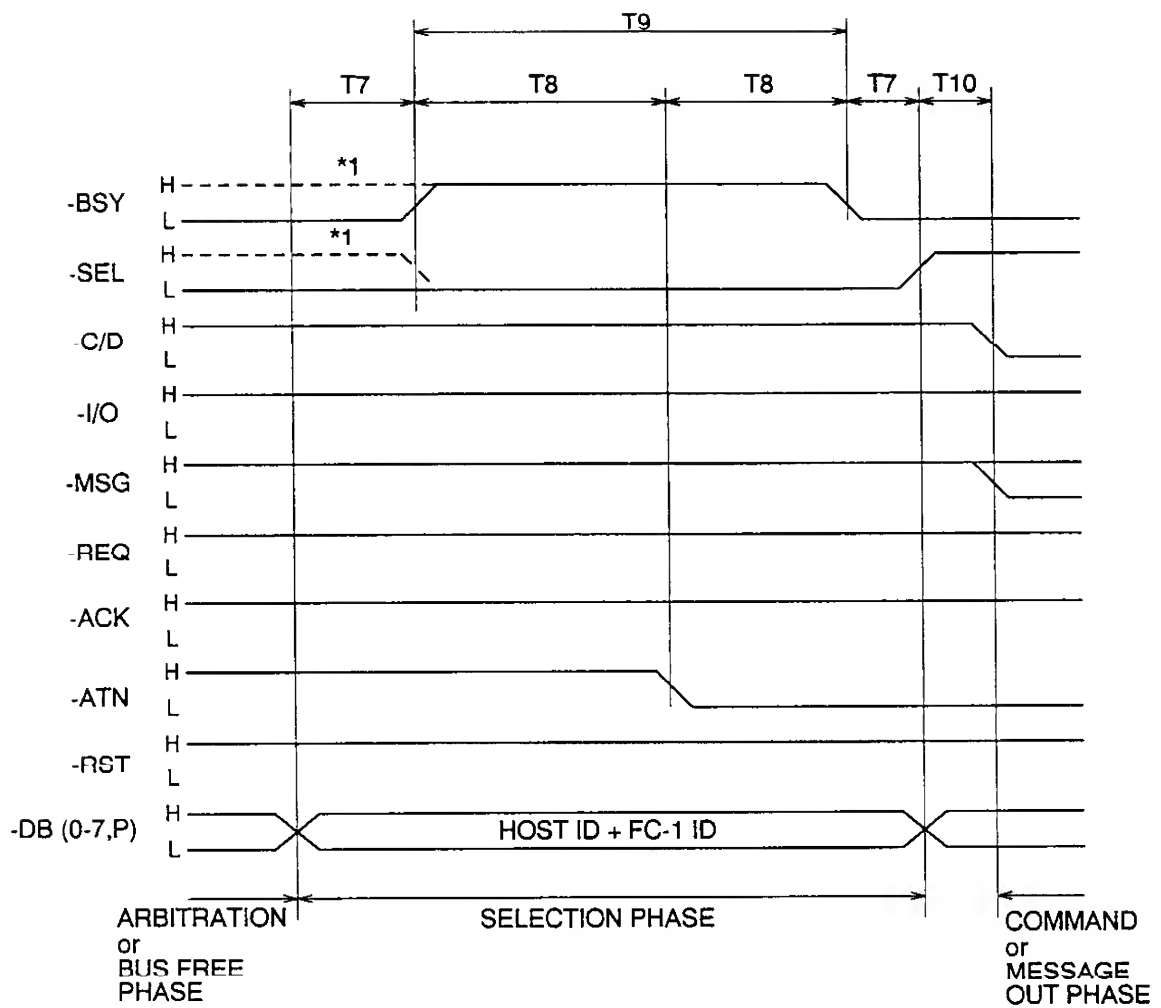 T9
T7 T8 T8 T7 T10
*1
-BSY H L
*1
-SEL H L
-C/D H L
-I/O H L
-MSG H L
-REQ H L
-ACK H L
-ATN H L
-RST H L
-DB (0-7,P) H L HOST ID + FC-1 ID
ARBITRATION SELECTION PHASE COMMAND
or or
BUS FREE MESSAGE
PHASE OUT PHASE